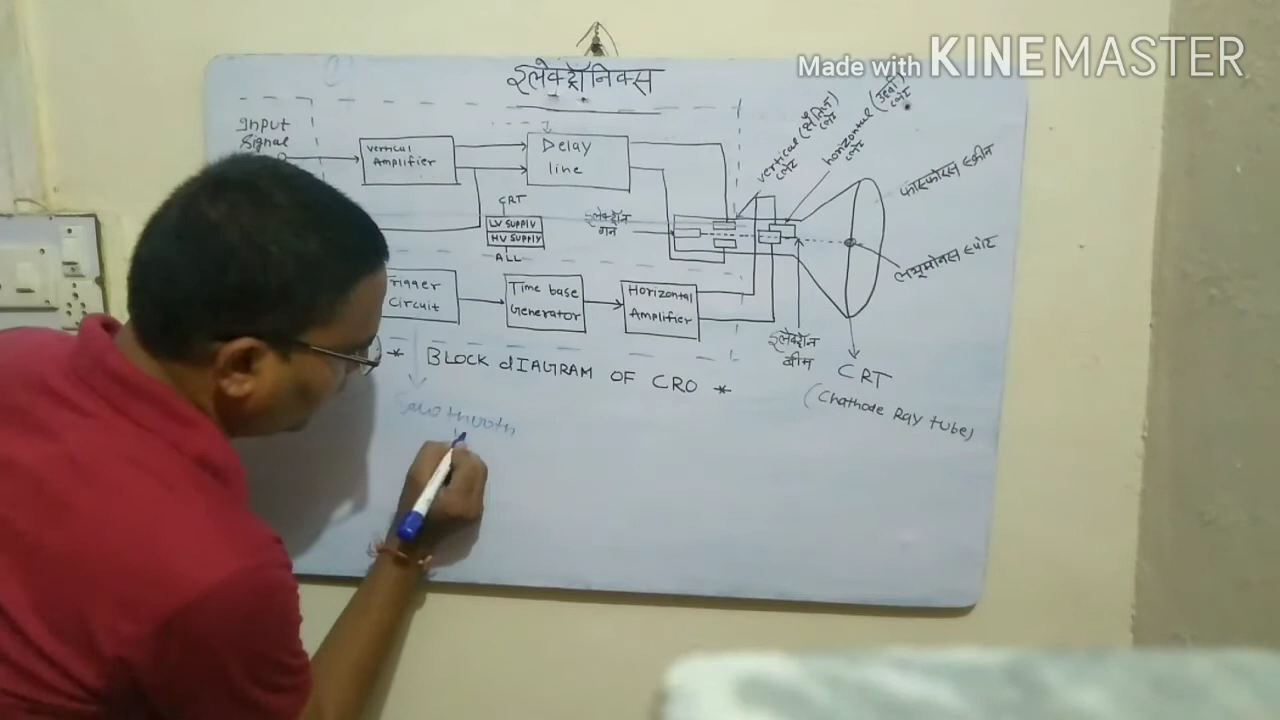 Made with KINEMASTER
इलेक्ट्रॉनिक्स
Input
Signal
Vertical
Amplifier
Delay
line
CRT
LV SUPPLY
HV SUPPLY
ALL
इलेक्ट्रॉन
गन
vertical (क्षैतिज)
प्लेट
horizontal (उर्ध्वा)
प्लेट
फास्फोरस स्क्रीन
ल्यूमीनस स्पोट
Trigger
Circuit
Time base
Generator
Horizontal
Amplifier
इलेक्ट्रॉन
बीम
CRT
(Chathode Ray tube)
* BLOCK dIAGRAM OF CRO *
Sawothooth